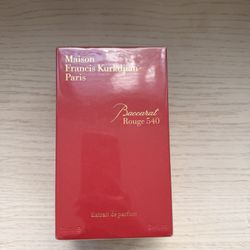 Maison
Francis Kurkdjian
Paris
Baccarat
Rouge 540
Extrait de parfum